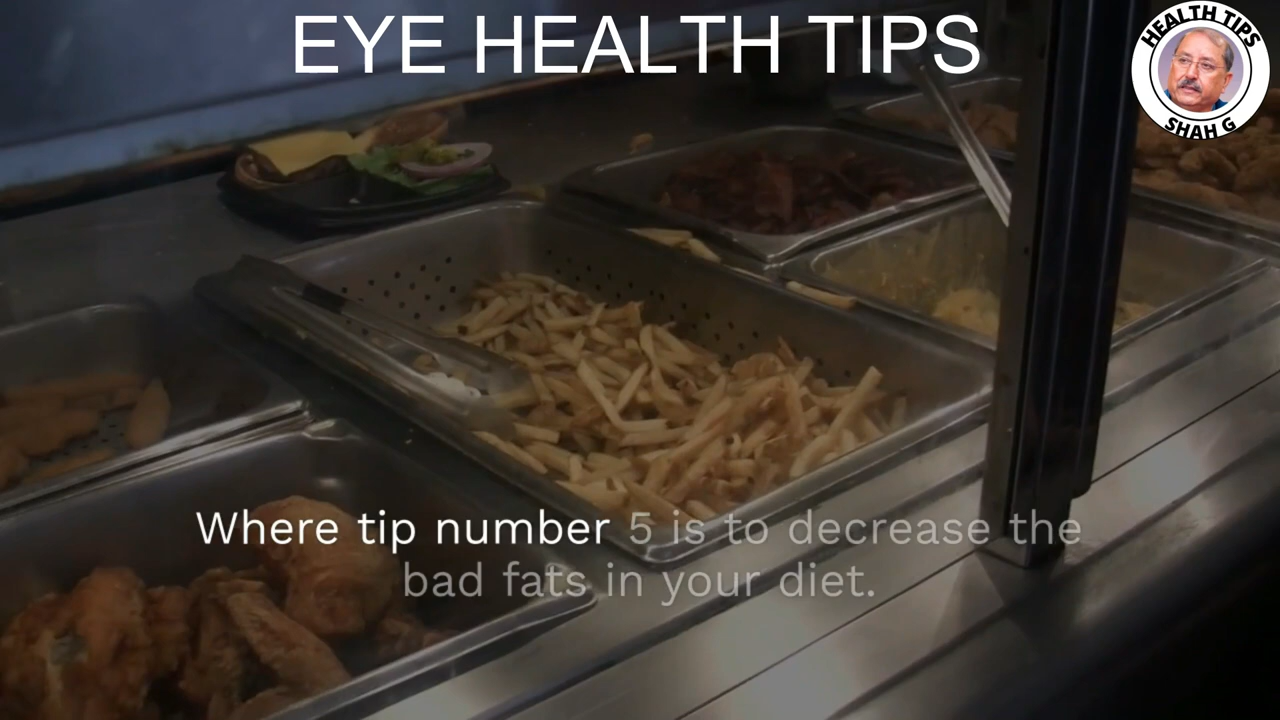 EYE HEALTH TIPS
HEALTH TIPS
SHAH G
Where tip number 5 is to decrease the
bad fats in your diet.